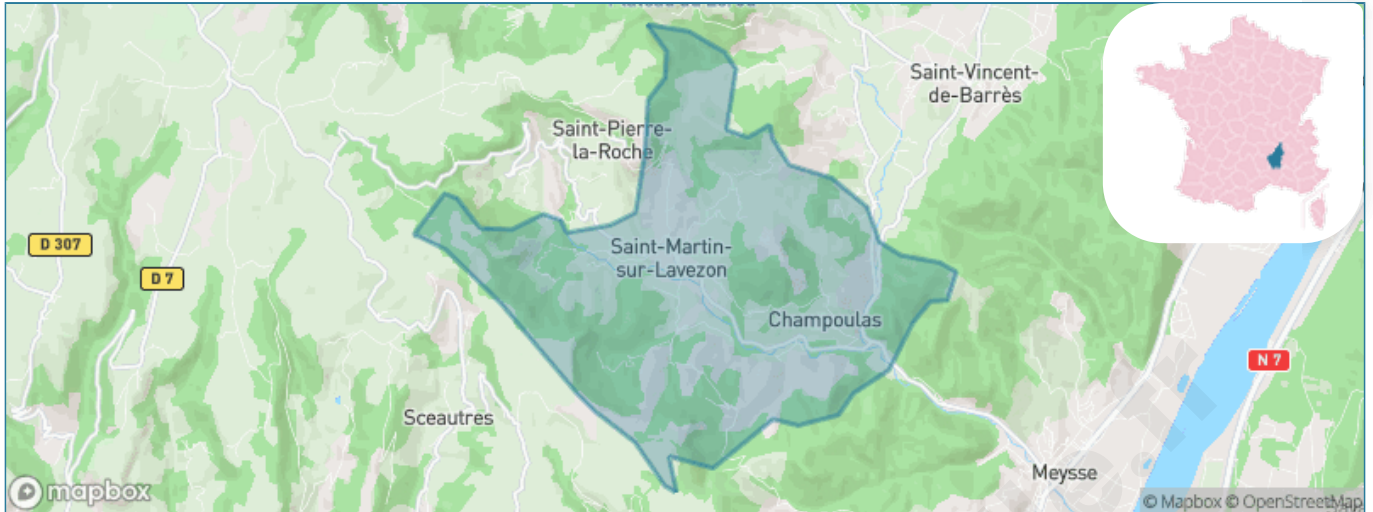 Saint-Vincent-
de-Barrès
Saint-Pierre-
la-Roche
D 307
Saint-Martin-
sur-Lavezon
D 7
Champoulas
N 7
Sceautres
Meysse
mapbox
© Mapbox © OpenStreetMap